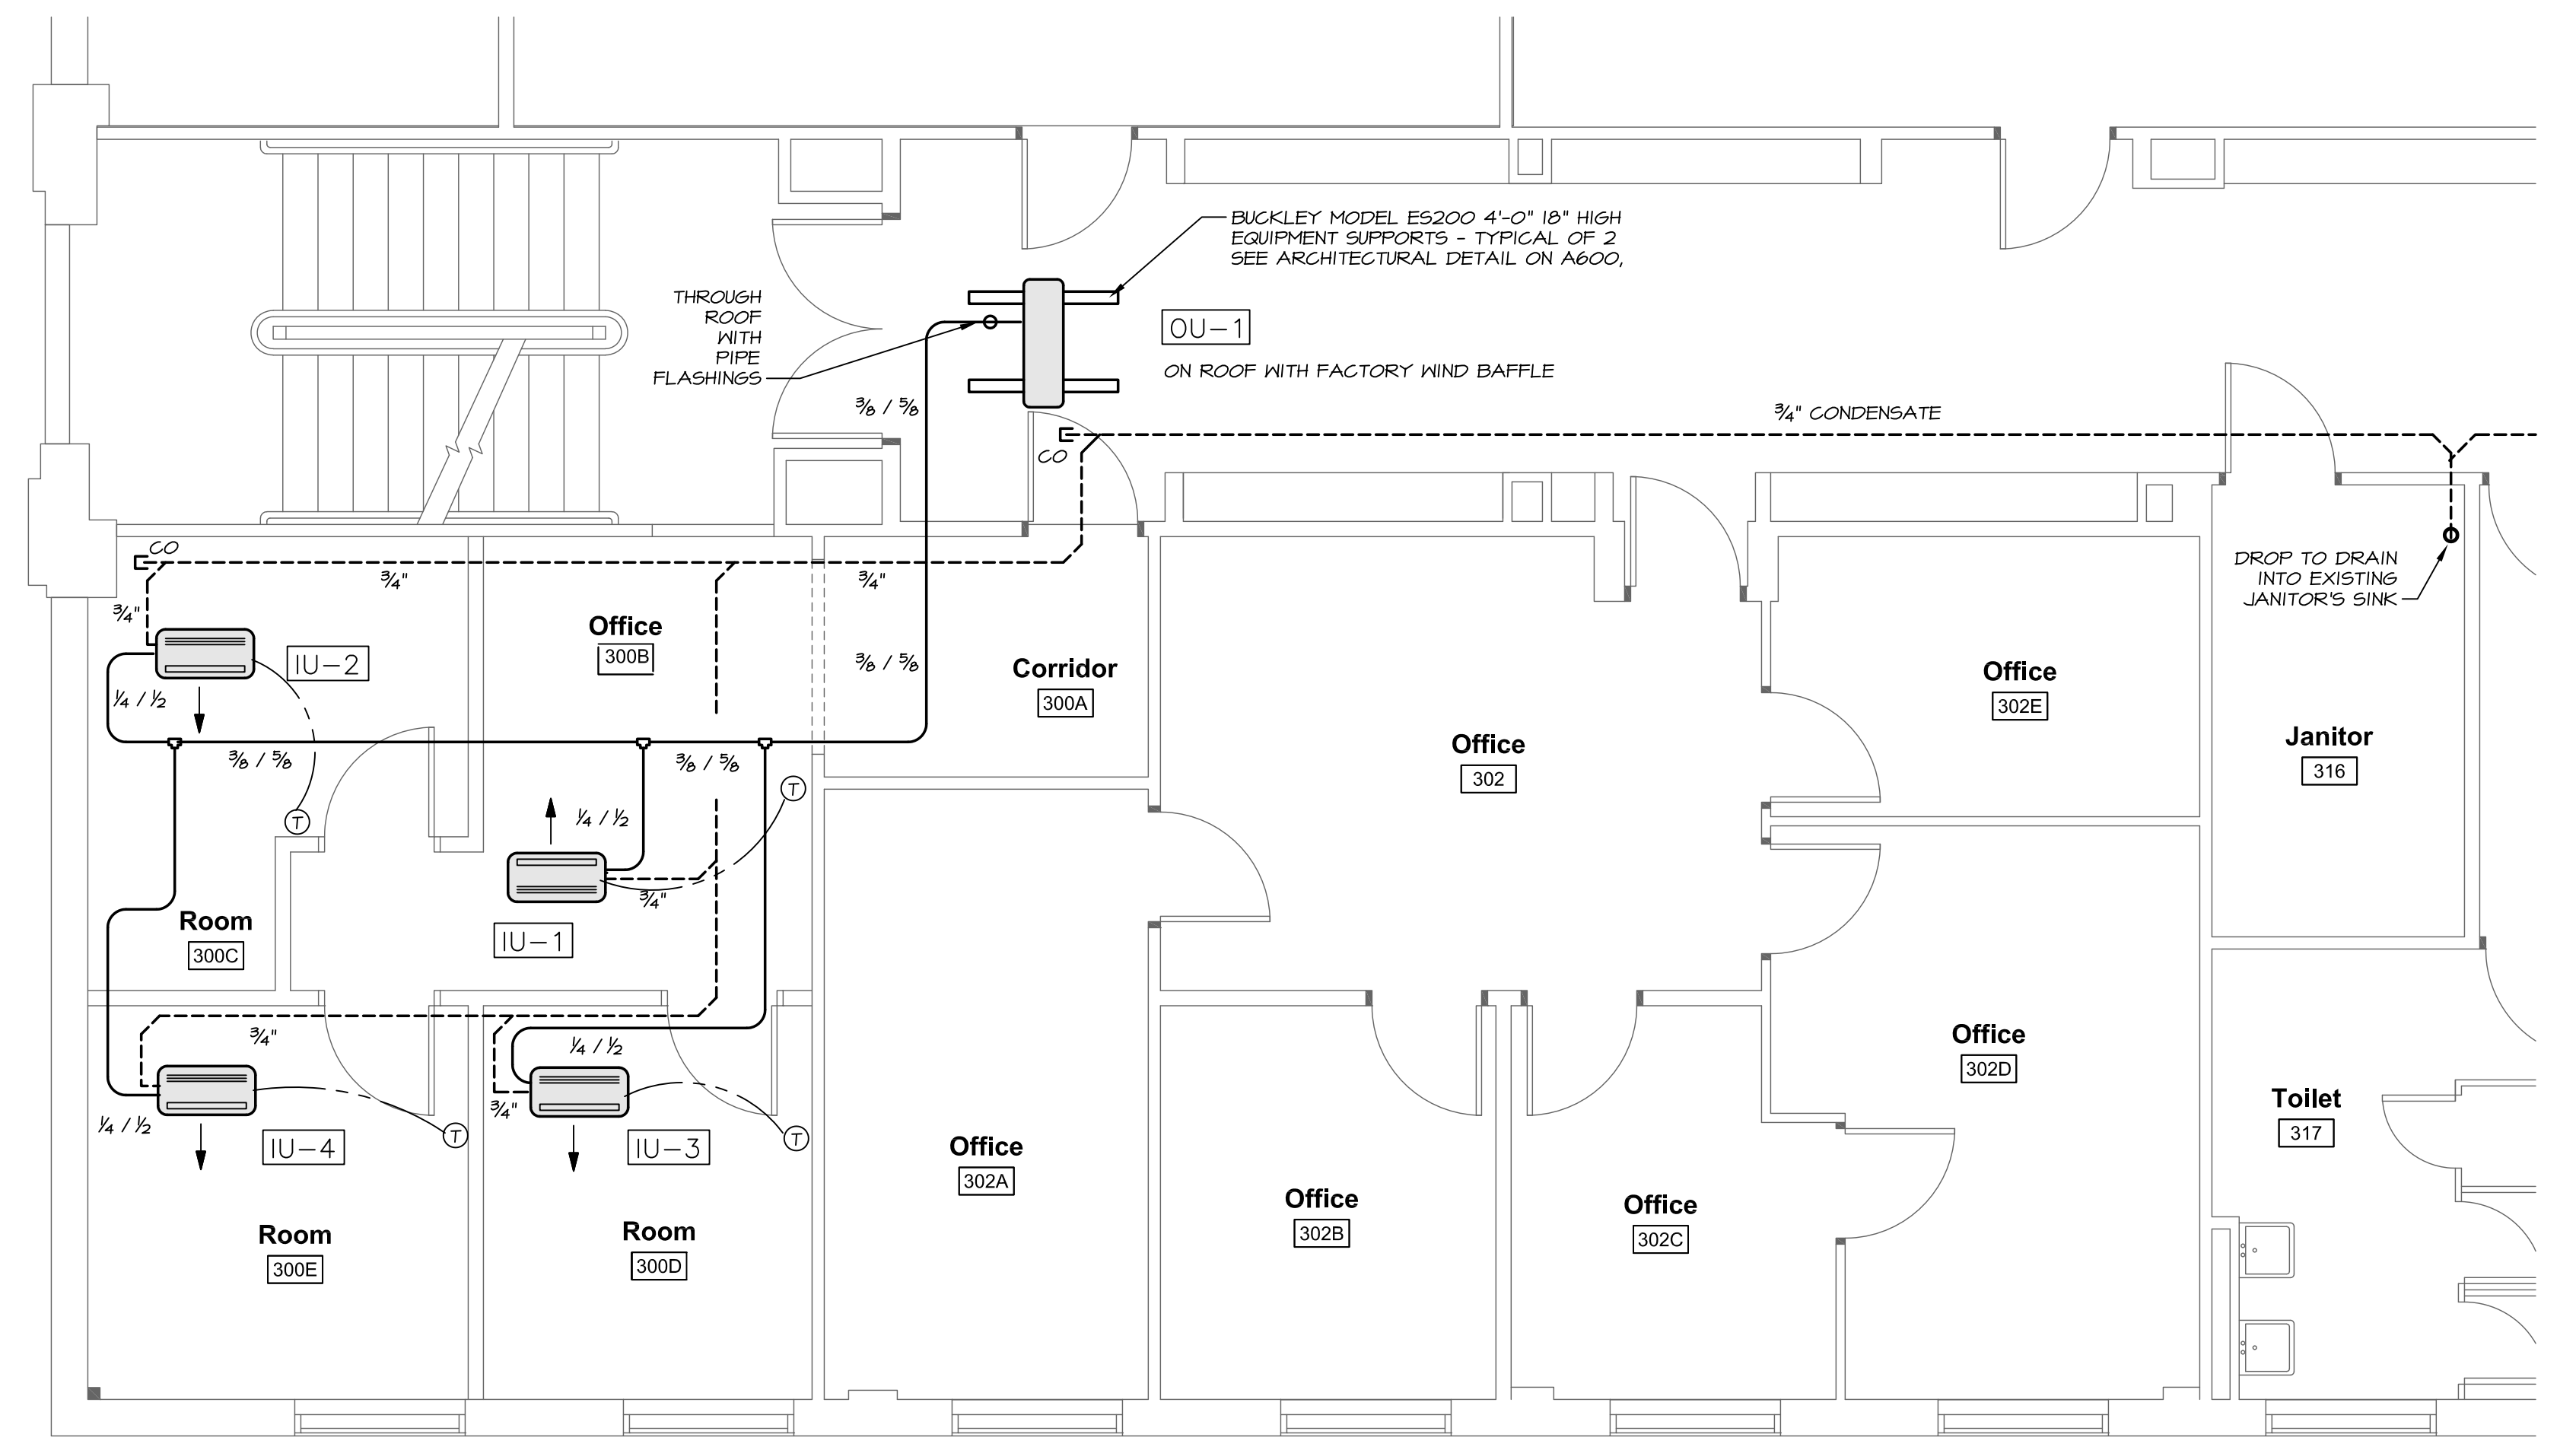 BUCKLEY MODEL ES200 4'-0" 18" HIGH
EQUIPMENT SUPPORTS - TYPICAL OF 2
SEE ARCHITECTURAL DETAIL ON A600,
THROUGH
ROOF
WITH
PIPE
FLASHINGS
OU-1
ON ROOF WITH FACTORY WIND BAFFLE
3/8 / 5/8
3/4" CONDENSATE
CO
CO
3/4"
3/4"
3/4"
DROP TO DRAIN
INTO EXISTING
JANITOR'S SINK
IU-2
1/4 / 1/2
Office
300B
3/8 / 5/8
Corridor
300A
Office
302E
Office
302
Janitor
316
3/8 / 5/8
3/8 / 5/8
T
T
1/4 / 1/2
3/4"
IU-1
Room
300C
3/4"
1/4 / 1/2
3/4"
1/4 / 1/2
IU-4
T
IU-3
T
Room
300E
Room
300D
Office
302A
Office
302B
Office
302C
Office
302D
Toilet
317